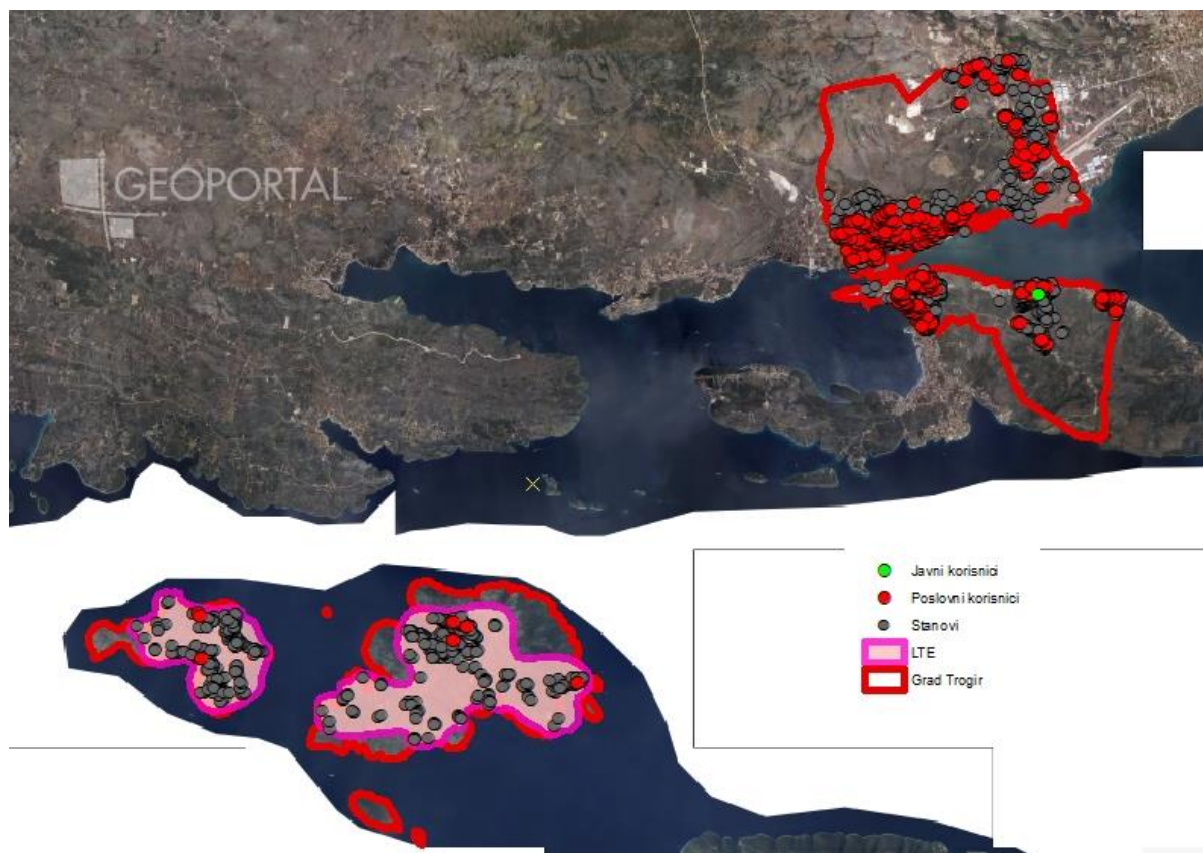 GEOPORTAL
Javni korisnici
Poslovni korisnici
Stanovi
LTE
Grad Trogir